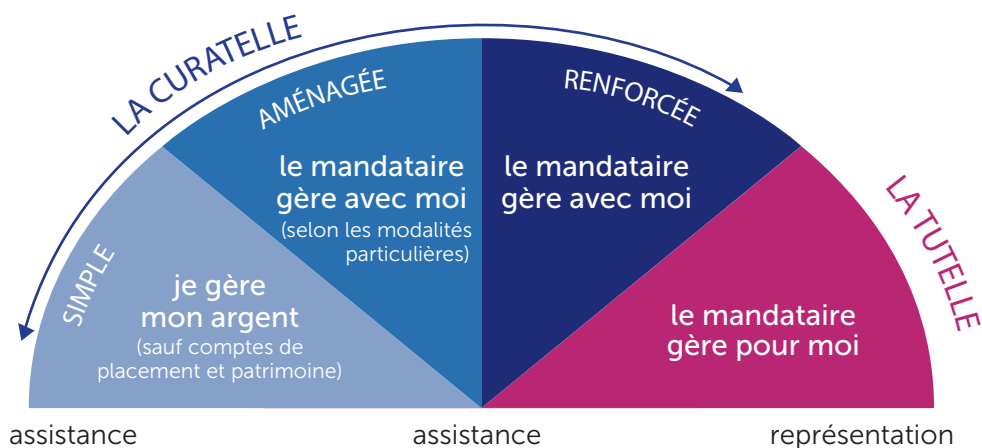 LA CURATELLE
SIMPLE
je gère
mon argent
(sauf comptes de
placement et patrimoine)
AMÉNAGÉE
le mandataire
gère avec moi
(selon les modalités
particulières)
RENFORCÉE
le mandataire
gère avec moi
LA TUTELLE
le mandataire
gère pour moi
assistance
assistance
représentation